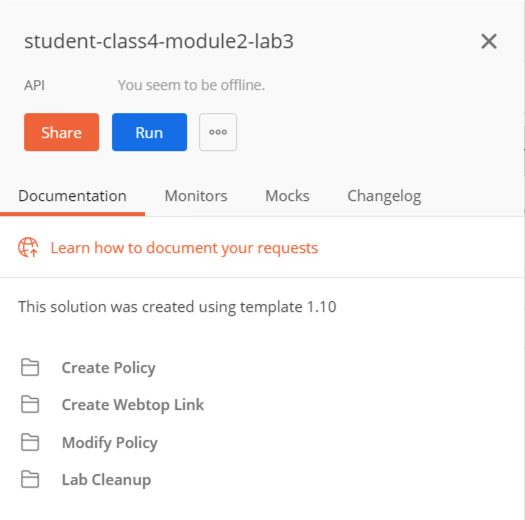 student-class4-module2-lab3
API You seem to be offline.
Share Run
Documentation Monitors Mocks Changelog
Learn how to document your requests
This solution was created using template 1.10
Create Policy
Create Webtop Link
Modify Policy
Lab Cleanup